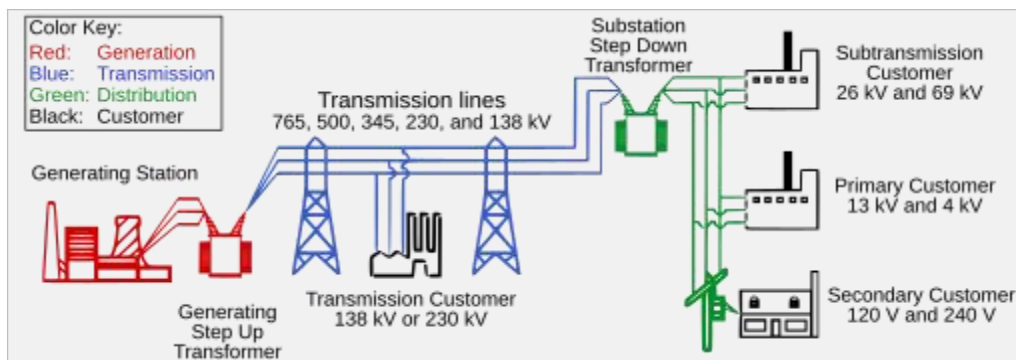 Color Key:
Red: Generation
Blue: Transmission
Green: Distribution
Black: Customer
Generating Station
Generating
Step Up
Transformer
Transmission lines
765, 500, 345, 230, and 138 kV
Transmission Customer
138 kV or 230 kV
Substation
Step Down
Transformer
Subtransmission
Customer
26 kV and 69 kV
Primary Customer
13 kV and 4 kV
Secondary Customer
120 V and 240 V